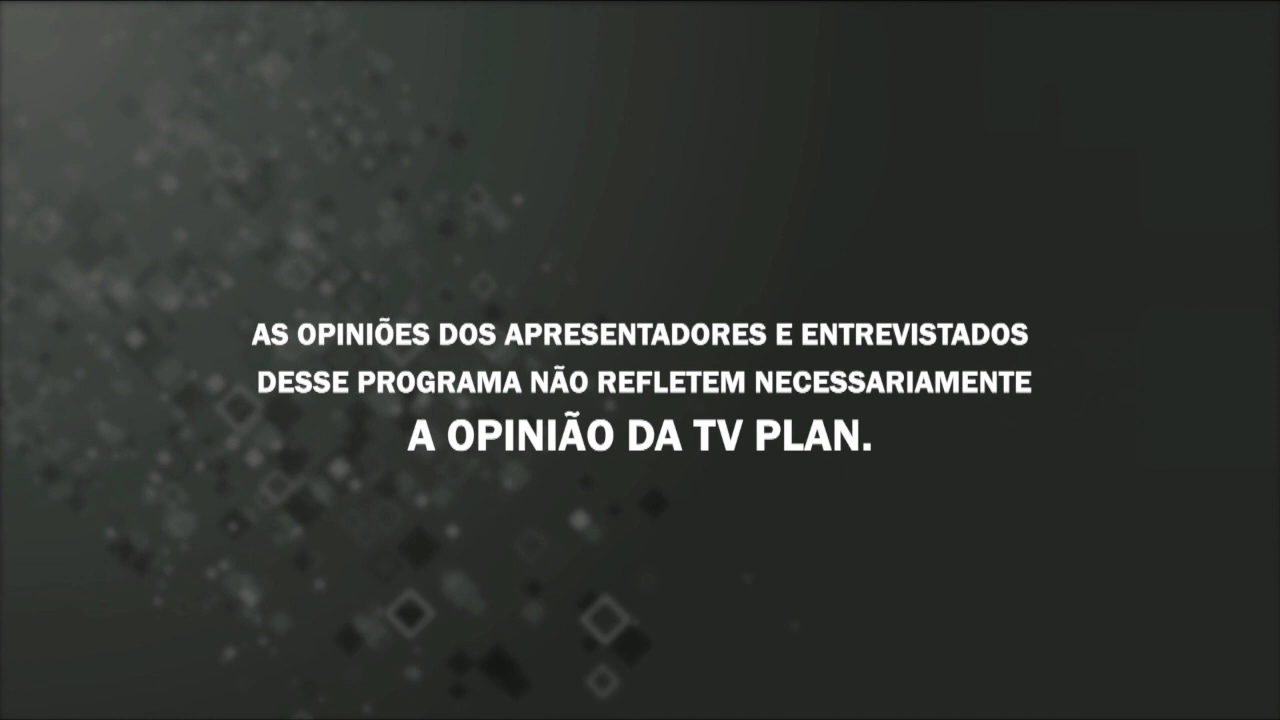 AS OPINIÕES DOS APRESENTADORES E ENTREVISTADOS
DESSE PROGRAMA NÃO REFLETEM NECESSARIAMENTE
A OPINIÃO DA TV PLAN.